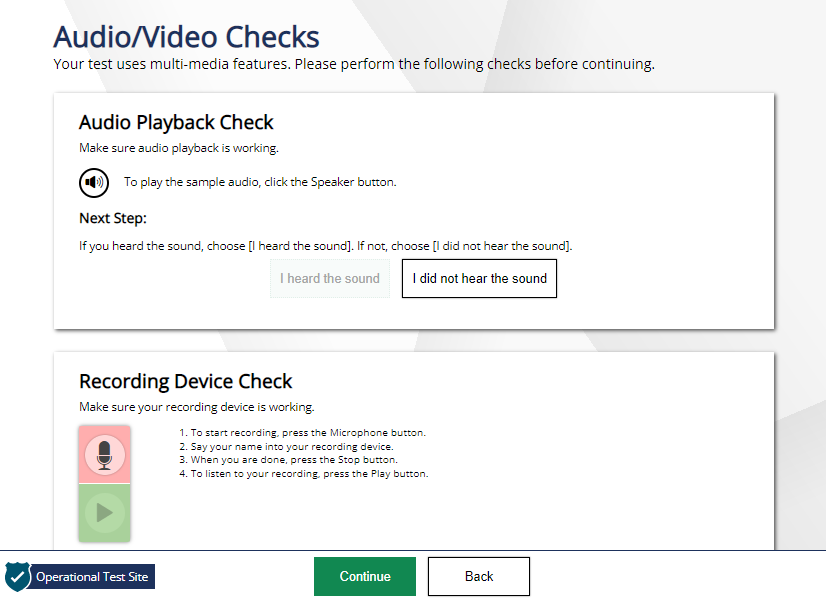 Audio/Video Checks
Your test uses multi-media features. Please perform the following checks before continuing.
Audio Playback Check
Make sure audio playback is working.
To play the sample audio, click the Speaker button.
Next Step:
If you heard the sound, choose [I heard the sound]. If not, choose [I did not hear the sound].
I heard the sound
I did not hear the sound
Recording Device Check
Make sure your recording device is working.
1. To start recording, press the Microphone button.
2. Say your name into your recording device.
3. When you are done, press the Stop button.
4. To listen to your recording, press the Play button.
Operational Test Site
Continue
Back